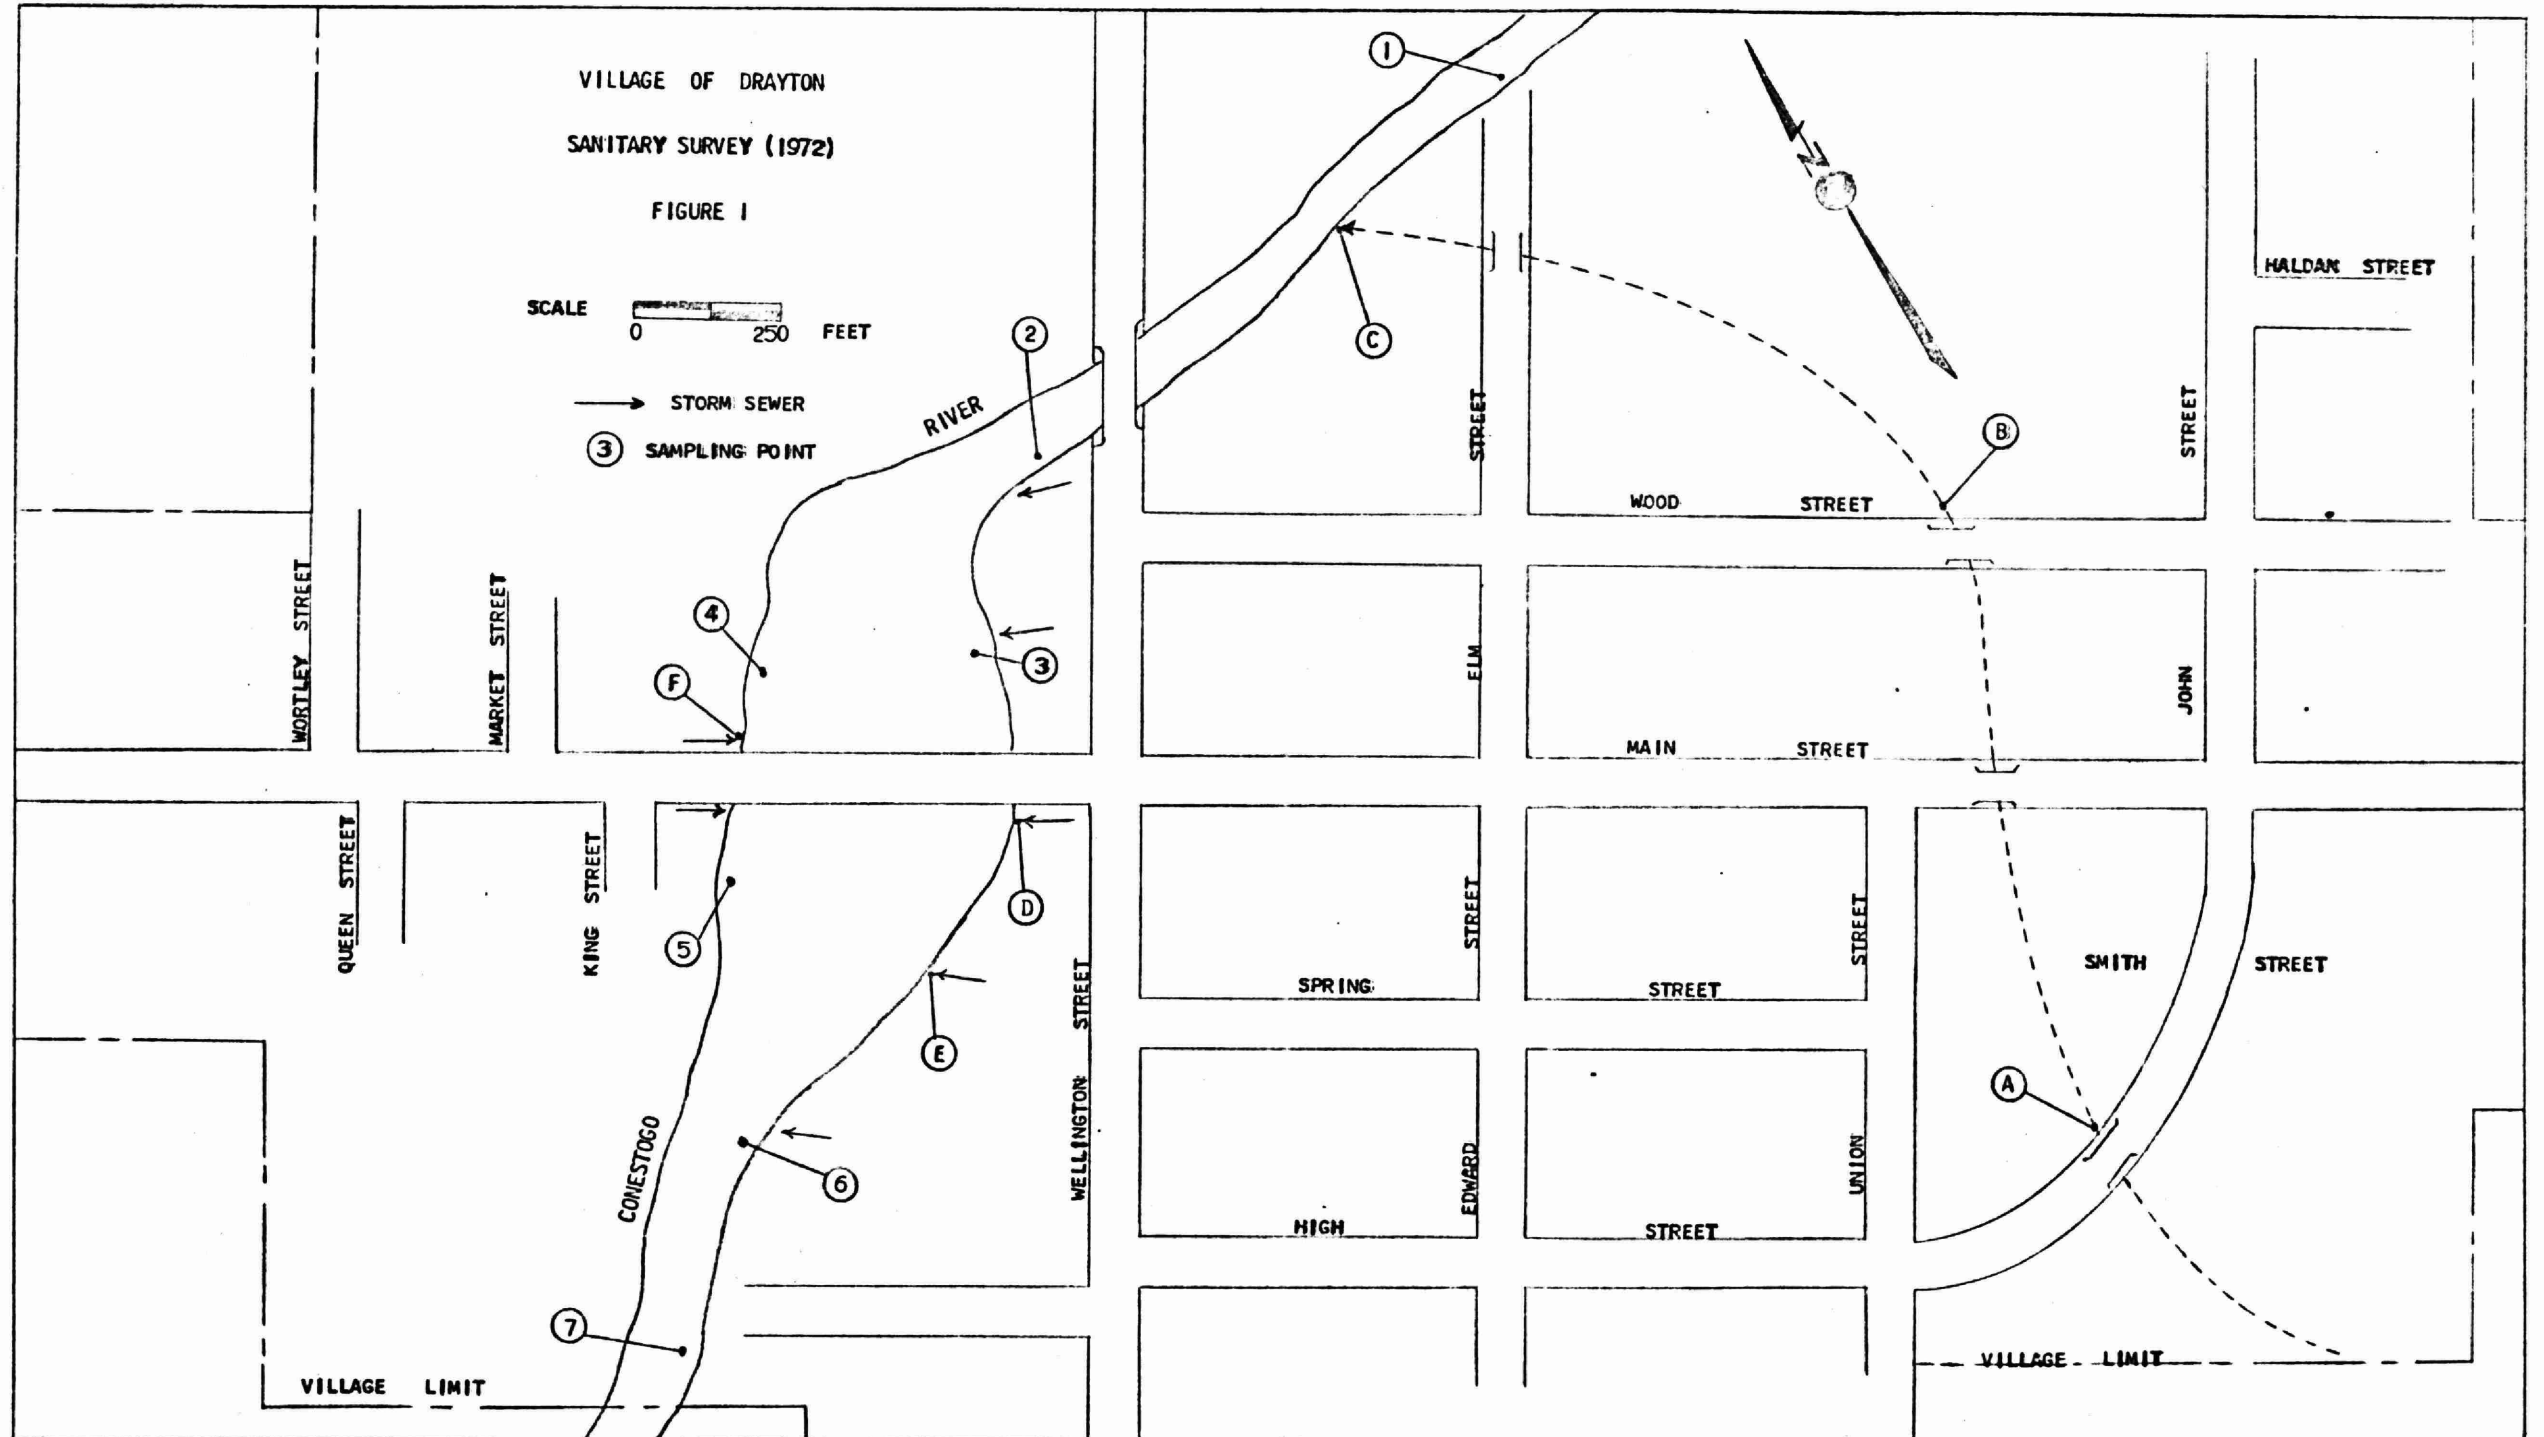 VILLAGE OF DRAYTON
SANITARY SURVEY (1972)
FIGURE 1
SCALE
0 250 FEET
STORM SEWER
3 SAMPLING POINT
1
2
C
N
B
HALDAN STREET
RIVER
STREET
STREET
WOOD STREET
WORTLEY STREET
MARKET STREET
4
3
F
ELM
JOHN
MAIN STREET
QUEEN STREET
KING STREET
5
D
STREET
STREET
SMITH STREET
SPRING STREET
E
A
CONESTOGO
6
WELLINGTON STREET
EDWARD
UNION
HIGH STREET
7
VILLAGE LIMIT
VILLAGE LIMIT